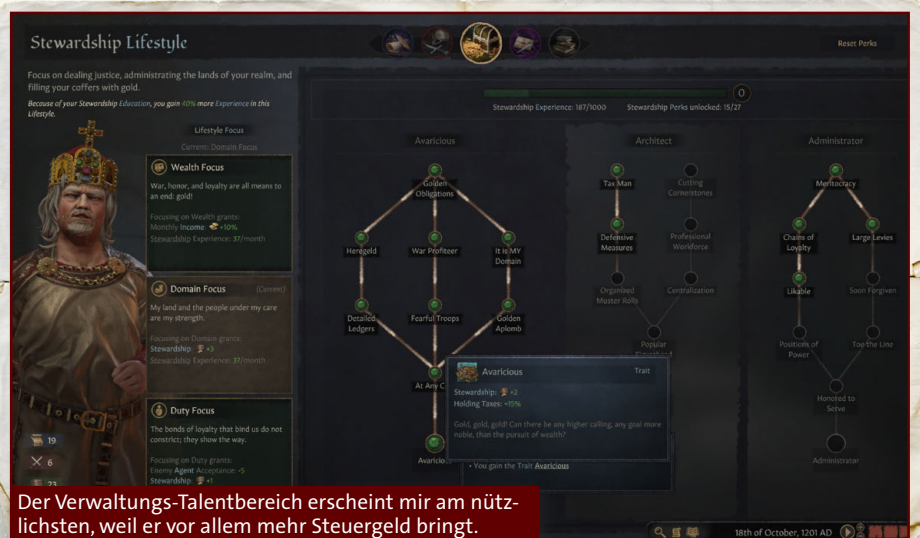 Stewardship Lifestyle
Reset Perks
Focus on dealing justice, administrating the lands of your realm, and
filling your coffers with gold.
Because of your Stewardship Education, you gain 40% more Experience in this
Lifestyle.
0
Stewardship Experience: 187/1000 Stewardship Perks unlocked: 15/27
Lifestyle Focus
Current: Domain Focus
Wealth Focus
War, honor, and loyalty are all means to
an end: gold!
Focusing on Wealth grants:
Monthly Income: +10%
Stewardship Experience: 37/month
Domain Focus (Current)
My land and the people under my care
are my strength.
Focusing on Domain grants:
Stewardship: +3
Stewardship Experience: 37/month
Duty Focus
The bonds of loyalty that bind us do not
constrict; they show the way.
Focusing on Duty grants:
Enemy Agent Acceptance: +5
Stewardship: +1
19
6
23
Avaricious
Golden
Obligations
Heregeld
War Profiteer
It is MY
Domain
Detailed
Ledgers
Fearful Troops
Golden
Aplomb
At Any
Avaricious
Architect
Tax Man
Cutting
Cornerstones
Defensive
Measures
Professional
Workforce
Organised
Muster Rolls
Centralization
Popular
Administrator
Meritocracy
Chains of
Loyalty
Large Levies
Likable
Soon Forgiven
Positions of
Power
Toe the Line
Honored to
Serve
Administrator
Avaricious Trait
Stewardship: +2
Holding Taxes: +15%
Gold, gold, gold! Can there be any higher calling, any goal more
noble, than the pursuit of wealth?
• You gain the Trait Avaricious
18th of October, 1201 AD
Der Verwaltungs-Talentbereich erscheint mir am nütz-
lichsten, weil er vor allem mehr Steuergeld bringt.